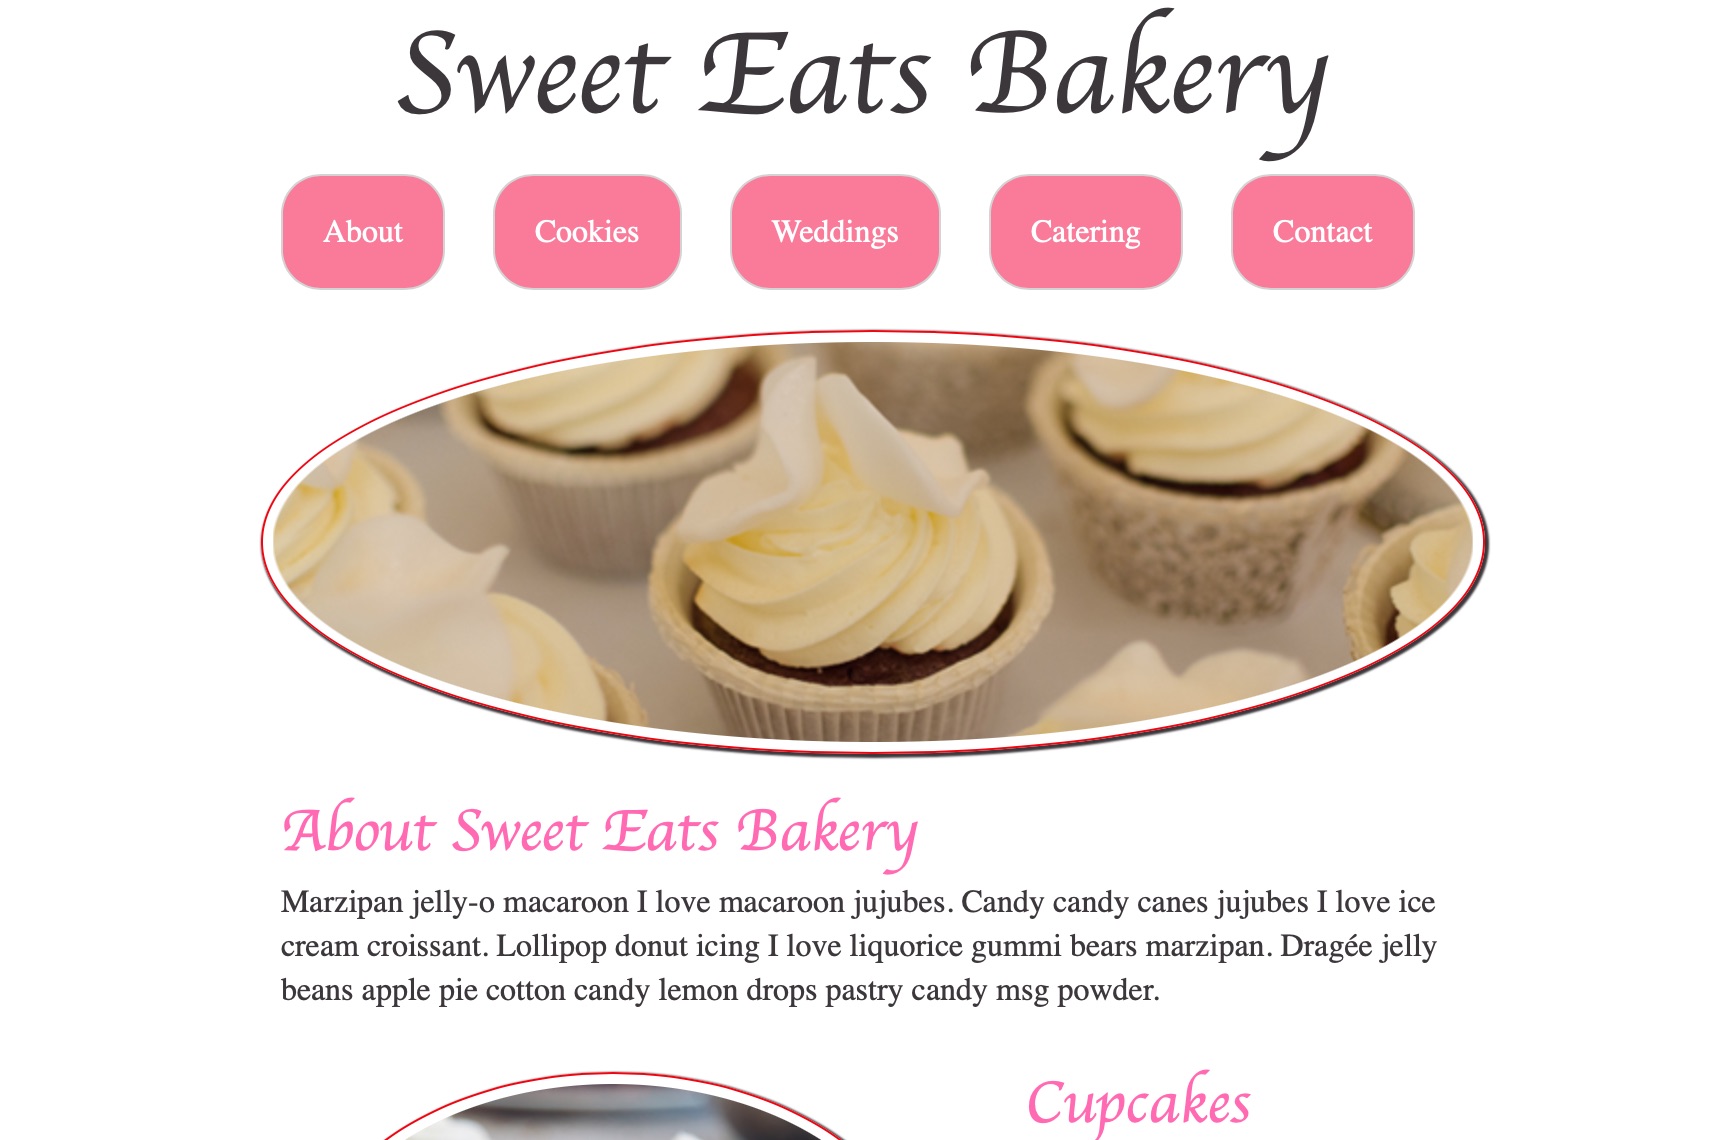 Sweet Eats Bakery
About
Cookies
Weddings
Catering
Contact
About Sweet Eats Bakery
Marzipan jelly-o macaroon I love macaroon jujubes. Candy candy canes jujubes I love ice
cream croissant. Lollipop donut icing I love liquorice gummi bears marzipan. Dragée jelly
beans apple pie cotton candy lemon drops pastry candy msg powder.
Cupcakes